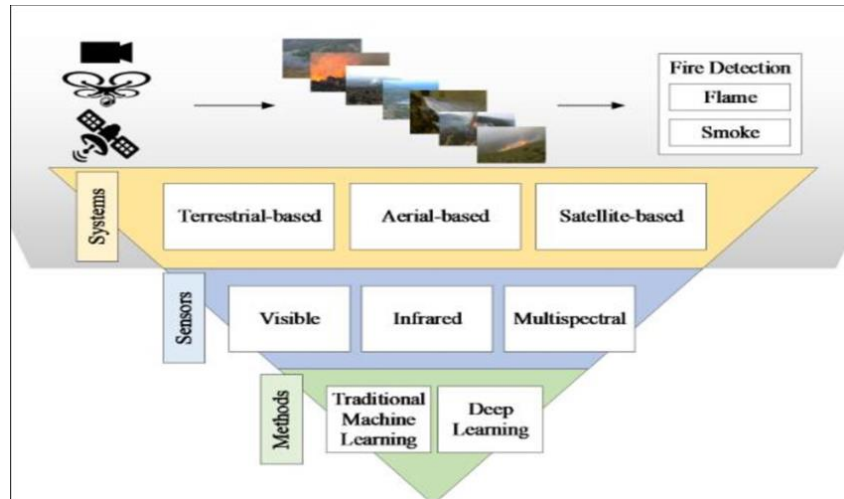 Fire Detection
Flame
Smoke
Systems
Terrestrial-based
Aerial-based
Satellite-based
Sensors
Visible
Infrared
Multispectral
Methods
Traditional
Machine
Learning
Deep
Learning